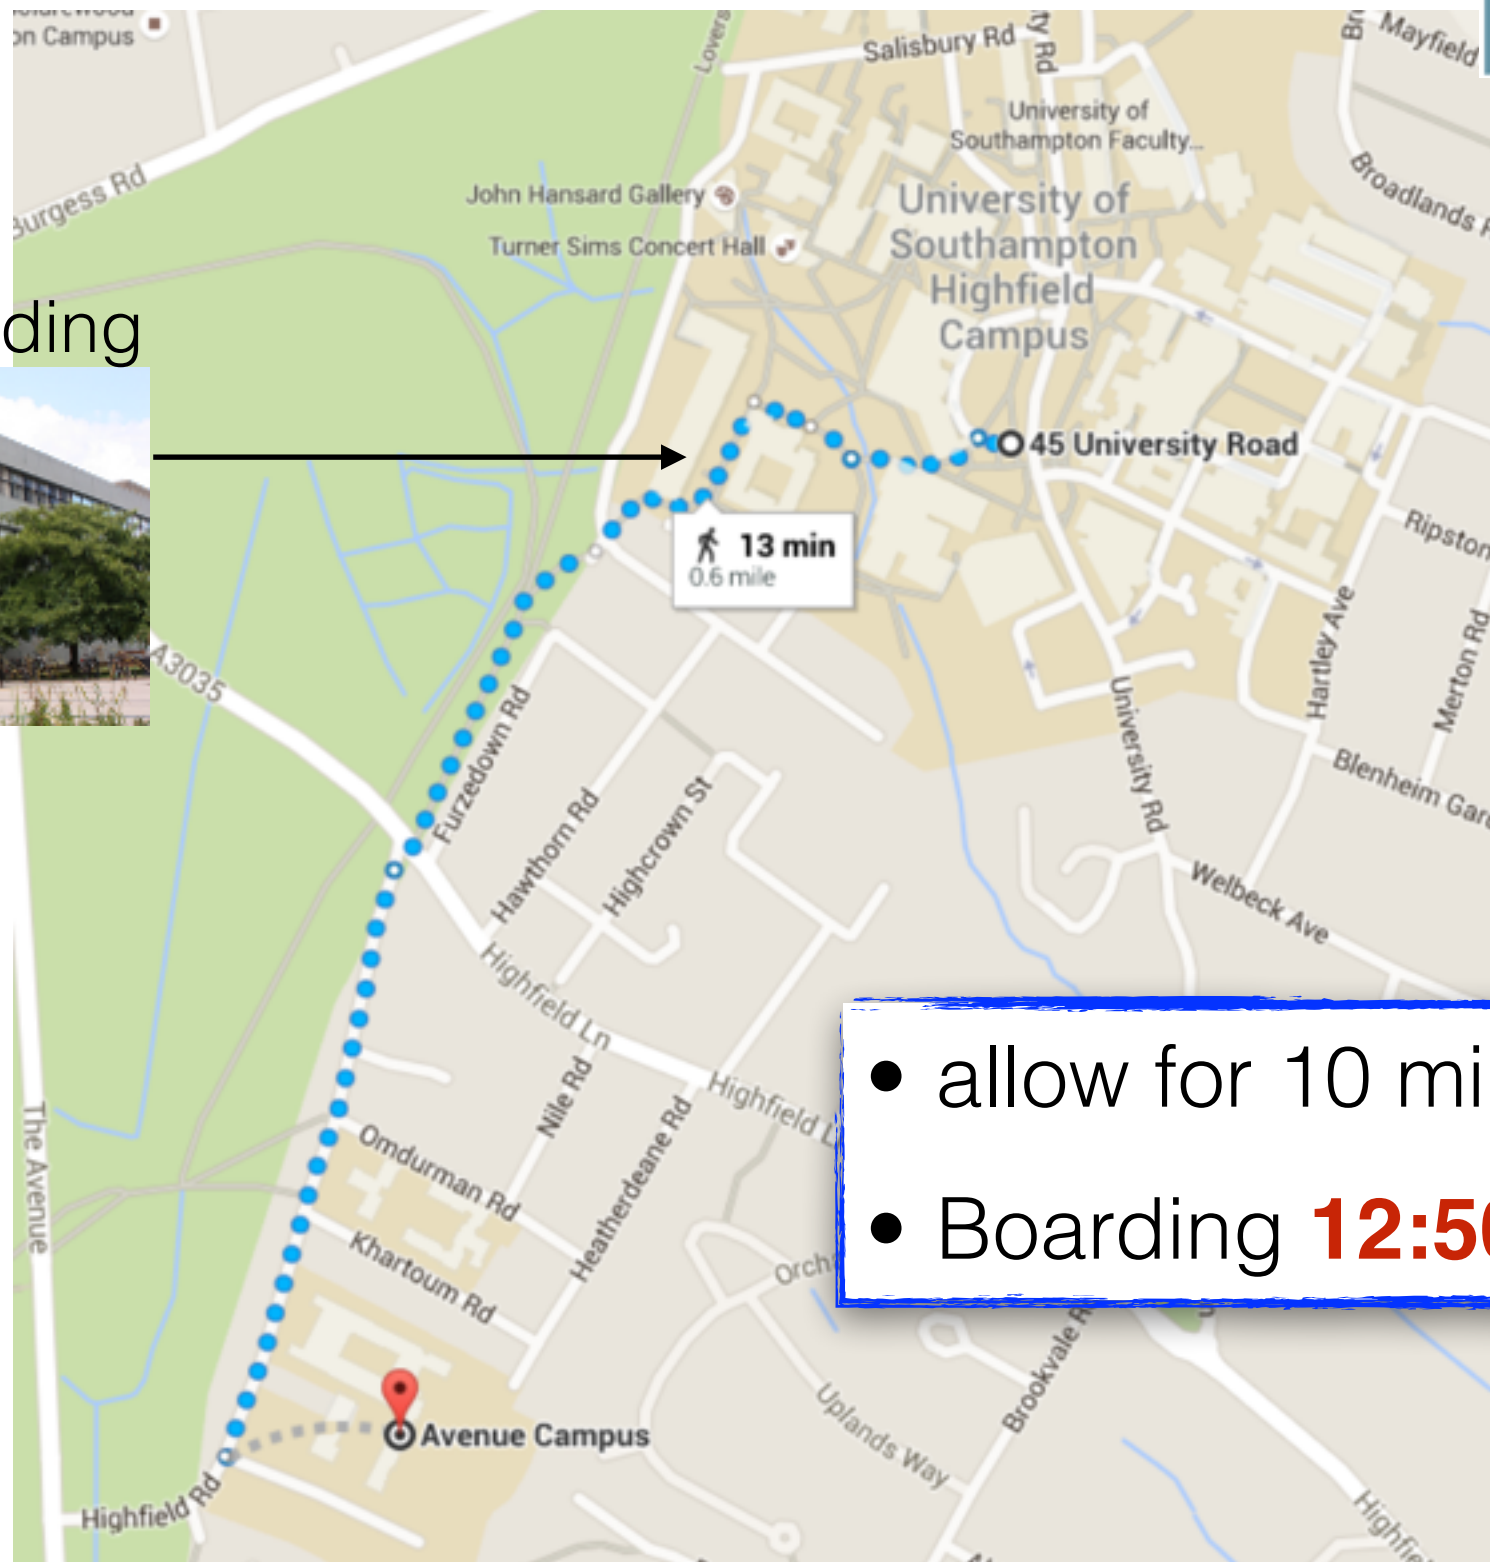 on Campus
Salisbury Rd
Mayfield
Lovers
University of
Southampton Faculty...
Burgess Rd
Broadlands
John Hansard Gallery
University of
Southampton
Highfield
Campus
Turner Sims Concert Hall
ding
45 University Road
13 min
0.6 mile
Ripston
A3035
Hartley Ave
Merton Rd
Furzedown Rd
University Rd
Blenheim
Hawthorn Rd
Highcrown St
Welbeck Ave
Highfield Ln
• allow for 10 mi
Nile Rd
Highfield L
The Avenue
Omdurman Rd
Heatherdeane Rd
• Boarding 12:50
Khartoum Rd
Orch
Brookvale R
Uplands Way
Avenue Campus
Highfield Rd
Highfie